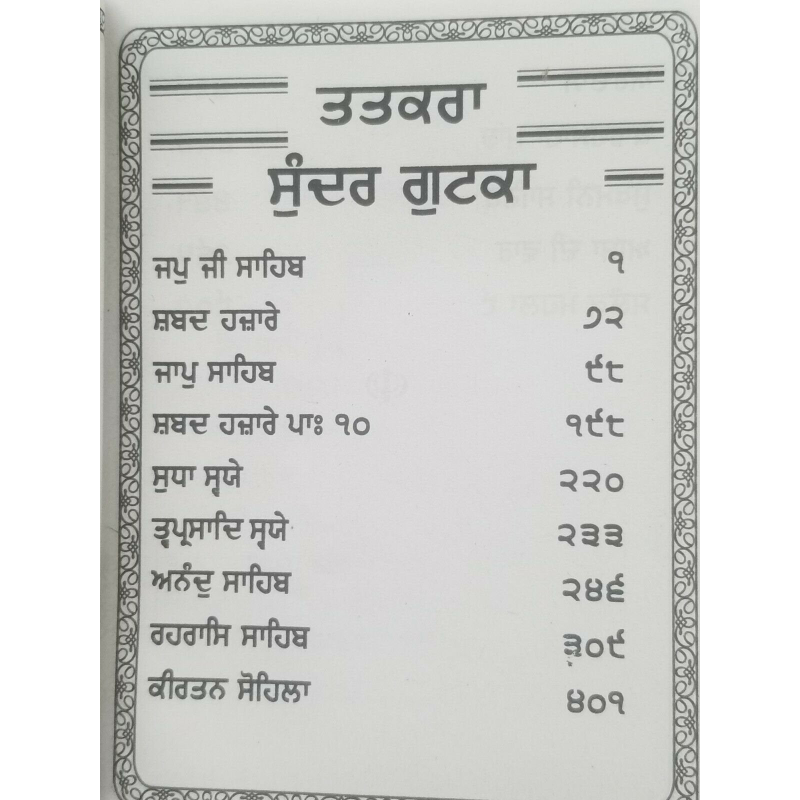 ਤਤਕਰਾ
ਸੁੰਦਰ ਗੁਟਕਾ
ਜਪੁ ਜੀ ਸਾਹਿਬ ੧
ਸ਼ਬਦ ਹਜ਼ਾਰੇ ੭੨
ਜਾਪੁ ਸਾਹਿਬ ੯੮
ਸ਼ਬਦ ਹਜ਼ਾਰੇ ਪਾਃ ੧੦ ੧੯੮
ਸੁਧਾ ਸ੍ਵਯੇ ੨੨੦
ਤ੍ਵਪ੍ਰਸਾਦਿ ਸ੍ਵਯੇ ੨੩੩
ਅਨੰਦੁ ਸਾਹਿਬ ੨੪੬
ਰਹਰਾਸਿ ਸਾਹਿਬ ੩੦੯
ਕੀਰਤਨ ਸੋਹਿਲਾ ੪੦੧